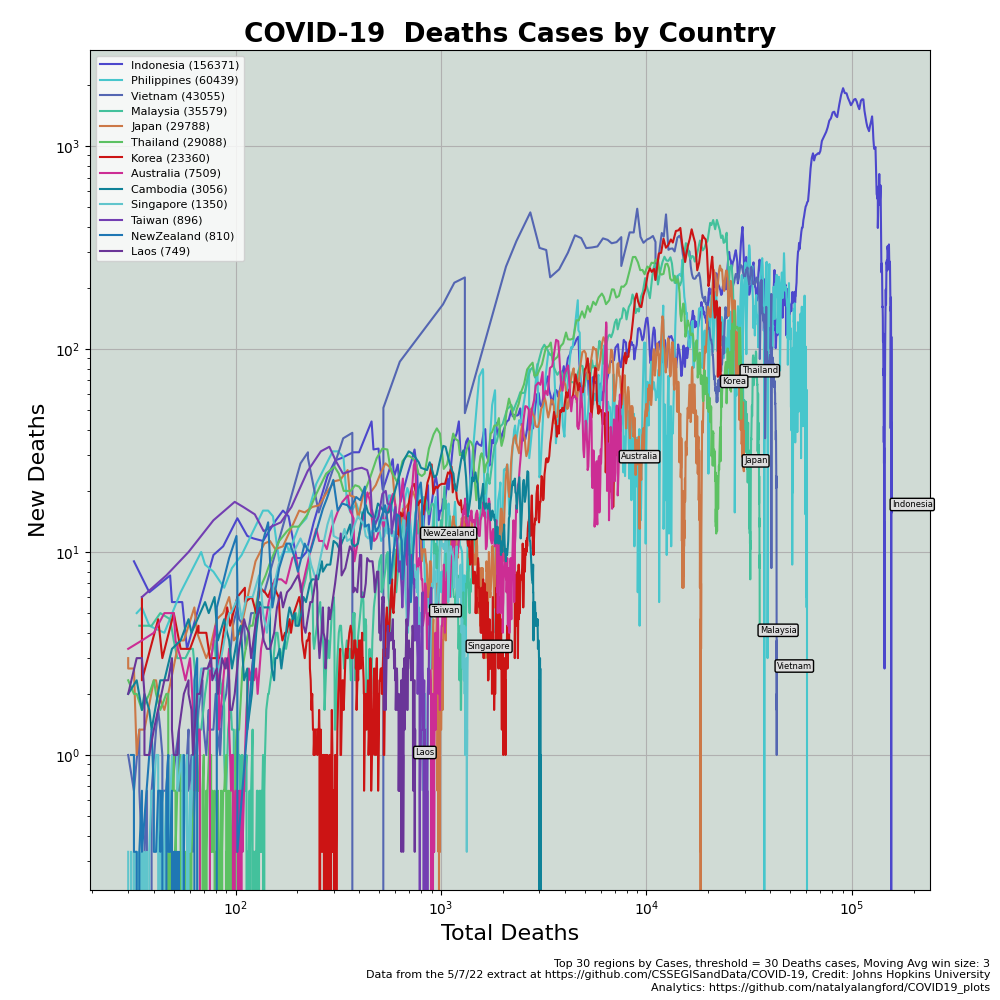 COVID-19  Deaths Cases by Country
Indonesia (156371)
Philippines (60439)
Vietnam (43055)
Malaysia (35579)
Japan (29788)
Thailand (29088)
Korea (23360)
Australia (7509)
Cambodia (3056)
Singapore (1350)
Taiwan (896)
NewZealand (810)
Laos (749)
10³
10²
10¹
10⁰
New Deaths
Thailand
Korea
Australia
Japan
Indonesia
NewZealand
Taiwan
Malaysia
Singapore
Vietnam
Laos
10² 10³ 10⁴ 10⁵
Total Deaths
Top 30 regions by Cases, threshold = 30 Deaths cases, Moving Avg win size: 3
Data from the 5/7/22 extract at https://github.com/CSSEGISandData/COVID-19, Credit: Johns Hopkins University
Analytics: https://github.com/natalyalangford/COVID19_plots